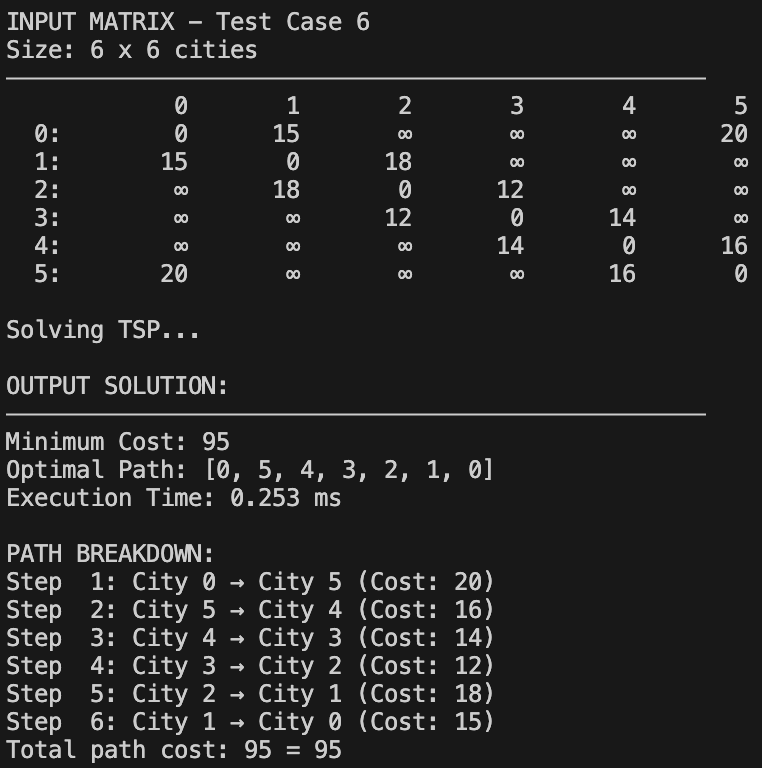 INPUT MATRIX – Test Case 6
Size: 6 x 6 cities
0 1 2 3 4 5
0: 0 15 ∞ ∞ ∞ 20
1: 15 0 18 ∞ ∞ ∞
2: ∞ 18 0 12 ∞ ∞
3: ∞ ∞ 12 0 14 ∞
4: ∞ ∞ ∞ 14 0 16
5: 20 ∞ ∞ ∞ 16 0
Solving TSP...
OUTPUT SOLUTION:
Minimum Cost: 95
Optimal Path: [0, 5, 4, 3, 2, 1, 0]
Execution Time: 0.253 ms
PATH BREAKDOWN:
Step 1: City 0 → City 5 (Cost: 20)
Step 2: City 5 → City 4 (Cost: 16)
Step 3: City 4 → City 3 (Cost: 14)
Step 4: City 3 → City 2 (Cost: 12)
Step 5: City 2 → City 1 (Cost: 18)
Step 6: City 1 → City 0 (Cost: 15)
Total path cost: 95 = 95